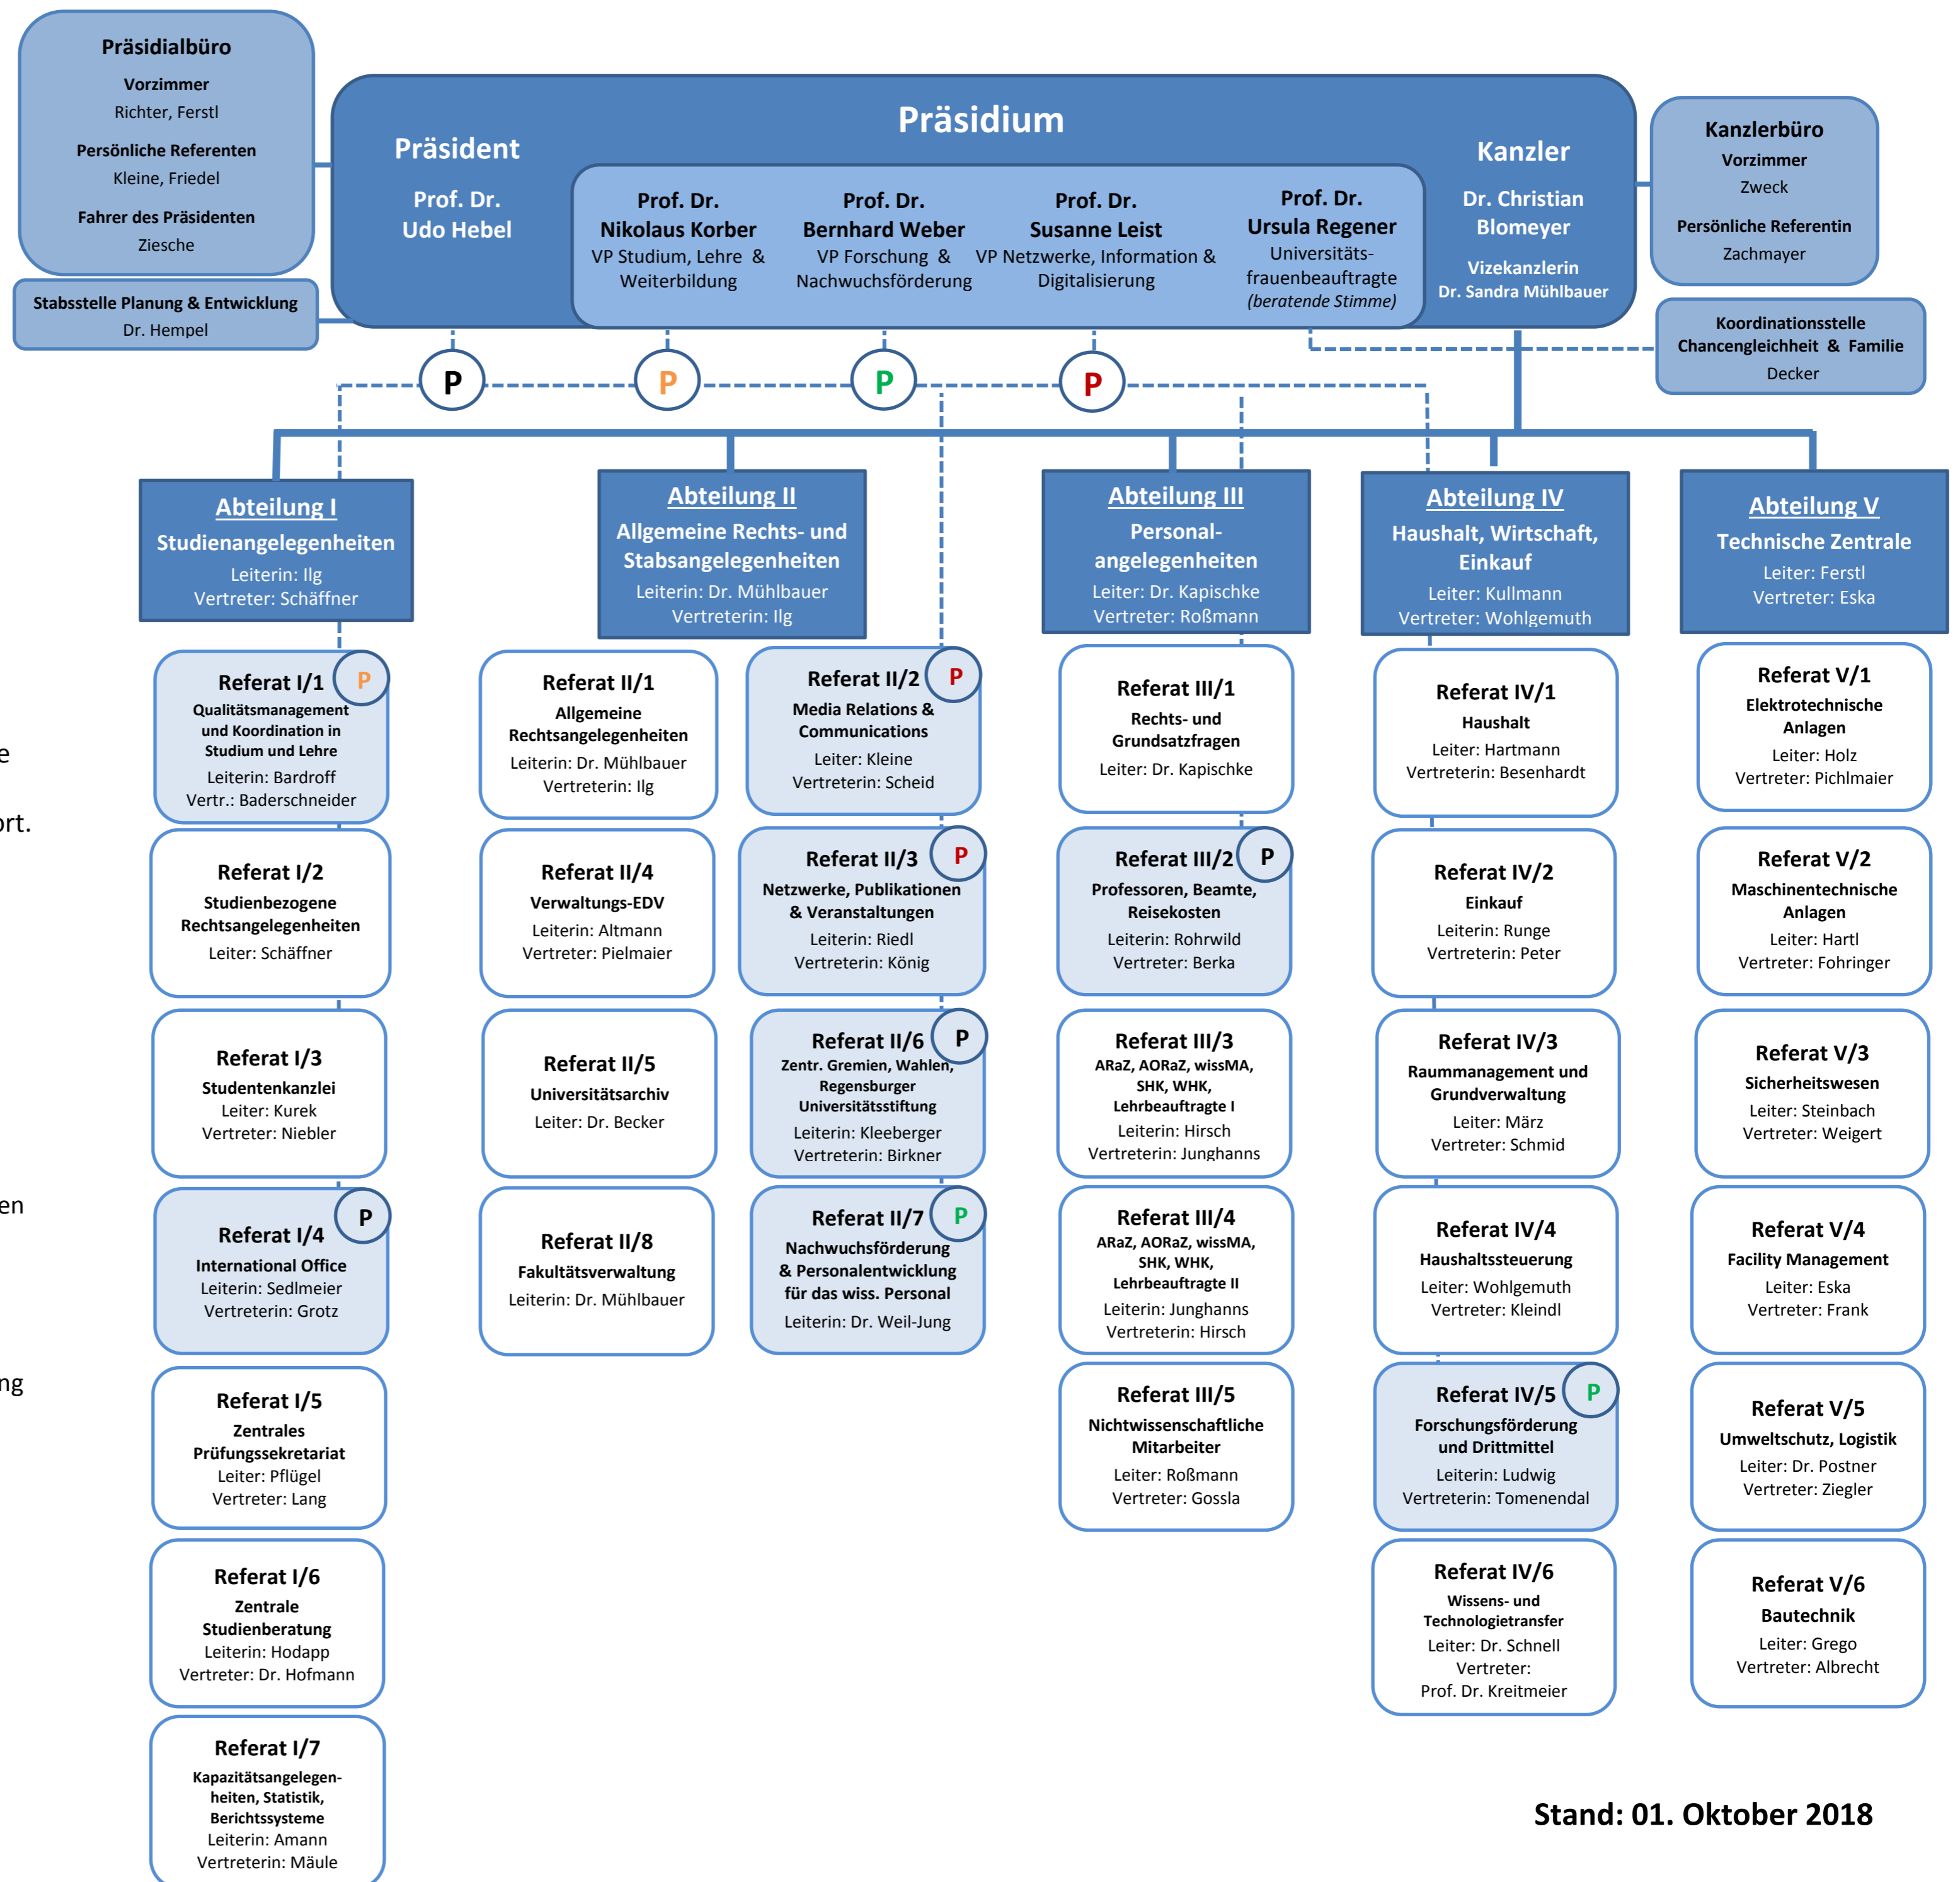 Präsidialbüro
Vorzimmer
Richter, Ferstl
Persönliche Referenten
Kleine, Friedel
Fahrer des Präsidenten
Ziesche
Stabsstelle Planung & Entwicklung
Dr. Hempel
Präsidium
Präsident
Prof. Dr.
Udo Hebel
Prof. Dr.
Nikolaus Korber
VP Studium, Lehre &
Weiterbildung
Prof. Dr.
Bernhard Weber
VP Forschung &
Nachwuchsförderung
Prof. Dr.
Susanne Leist
VP Netzwerke, Information &
Digitalisierung
Prof. Dr.
Ursula Regener
Universitäts-
frauenbeauftragte
(beratende Stimme)
Kanzler
Dr. Christian
Blomeyer
Vizekanzlerin
Dr. Sandra Mühlbauer
Kanzlerbüro
Vorzimmer
Zweck
Persönliche Referentin
Zachmayer
Koordinationsstelle
Chancengleichheit & Familie
Decker
P
P
P
P
Abteilung I
Studienangelegenheiten
Leiterin: Ilg
Vertreter: Schäffner
Referat I/1
P
Qualitätsmanagement
und Koordination in
Studium und Lehre
Leiterin: Bardroff
Vertr.: Baderschneider
Referat I/2
Studienbezogene
Rechtsangelegenheiten
Leiter: Schäffner
Referat I/3
Studentenkanzlei
Leiter: Kurek
Vertreter: Niebler
Referat I/4
P
International Office
Leiterin: Sedlmeier
Vertreterin: Grotz
Referat I/5
Zentrales
Prüfungssekretariat
Leiter: Pflügel
Vertreter: Lang
Referat I/6
Zentrale
Studienberatung
Leiterin: Hodapp
Vertreter: Dr. Hofmann
Referat I/7
Kapazitätsangelegen-
heiten, Statistik,
Berichtssysteme
Leiterin: Amann
Vertreterin: Mäule
Abteilung II
Allgemeine Rechts- und
Stabsangelegenheiten
Leiterin: Dr. Mühlbauer
Vertreterin: Ilg
Referat II/1
Allgemeine
Rechtsangelegenheiten
Leiterin: Dr. Mühlbauer
Vertreterin: Ilg
Referat II/4
Verwaltungs-EDV
Leiterin: Altmann
Vertreter: Pielmaier
Referat II/5
Universitätsarchiv
Leiter: Dr. Becker
Referat II/8
Fakultätsverwaltung
Leiterin: Dr. Mühlbauer
Referat II/2
P
Media Relations &
Communications
Leiter: Kleine
Vertreterin: Scheid
Referat II/3
P
Netzwerke, Publikationen
& Veranstaltungen
Leiterin: Riedl
Vertreterin: König
Referat II/6
P
Zentr. Gremien, Wahlen,
Regensburger
Universitätsstiftung
Leiterin: Kleeberger
Vertreterin: Birkner
Referat II/7
P
Nachwuchsförderung
& Personalentwicklung
für das wiss. Personal
Leiterin: Dr. Weil-Jung
Abteilung III
Personal-
angelegenheiten
Leiter: Dr. Kapischke
Vertreter: Roßmann
Referat III/1
Rechts- und
Grundsatzfragen
Leiter: Dr. Kapischke
Referat III/2
P
Professoren, Beamte,
Reisekosten
Leiterin: Rohrwild
Vertreter: Berka
Referat III/3
ARaZ, AORaZ, wissMA,
SHK, WHK,
Lehrbeauftragte I
Leiterin: Hirsch
Vertreterin: Junghanns
Referat III/4
ARaZ, AORaZ, wissMA,
SHK, WHK,
Lehrbeauftragte II
Leiterin: Junghanns
Vertreterin: Hirsch
Referat III/5
Nichtwissenschaftliche
Mitarbeiter
Leiter: Roßmann
Vertreter: Gossla
Abteilung IV
Haushalt, Wirtschaft,
Einkauf
Leiter: Kullmann
Vertreter: Wohlgemuth
Referat IV/1
Haushalt
Leiter: Hartmann
Vertreterin: Besenhardt
Referat IV/2
Einkauf
Leiterin: Runge
Vertreterin: Peter
Referat IV/3
Raummanagement und
Grundverwaltung
Leiter: März
Vertreter: Schmid
Referat IV/4
Haushaltssteuerung
Leiter: Wohlgemuth
Vertreter: Kleindl
Referat IV/5
P
Forschungsförderung
und Drittmittel
Leiterin: Ludwig
Vertreterin: Tomenendal
Referat IV/6
Wissens- und
Technologietransfer
Leiter: Dr. Schnell
Vertreter:
Prof. Dr. Kreitmeier
Abteilung V
Technische Zentrale
Leiter: Ferstl
Vertreter: Eska
Referat V/1
Elektrotechnische
Anlagen
Leiter: Holz
Vertreter: Pichlmaier
Referat V/2
Maschinentechnische
Anlagen
Leiter: Hartl
Vertreter: Fohringer
Referat V/3
Sicherheitswesen
Leiter: Steinbach
Vertreter: Weigert
Referat V/4
Facility Management
Leiter: Eska
Vertreter: Frank
Referat V/5
Umweltschutz, Logistik
Leiter: Dr. Postner
Vertreter: Ziegler
Referat V/6
Bautechnik
Leiter: Grego
Vertreter: Albrecht
Stand: 01. Oktober 2018